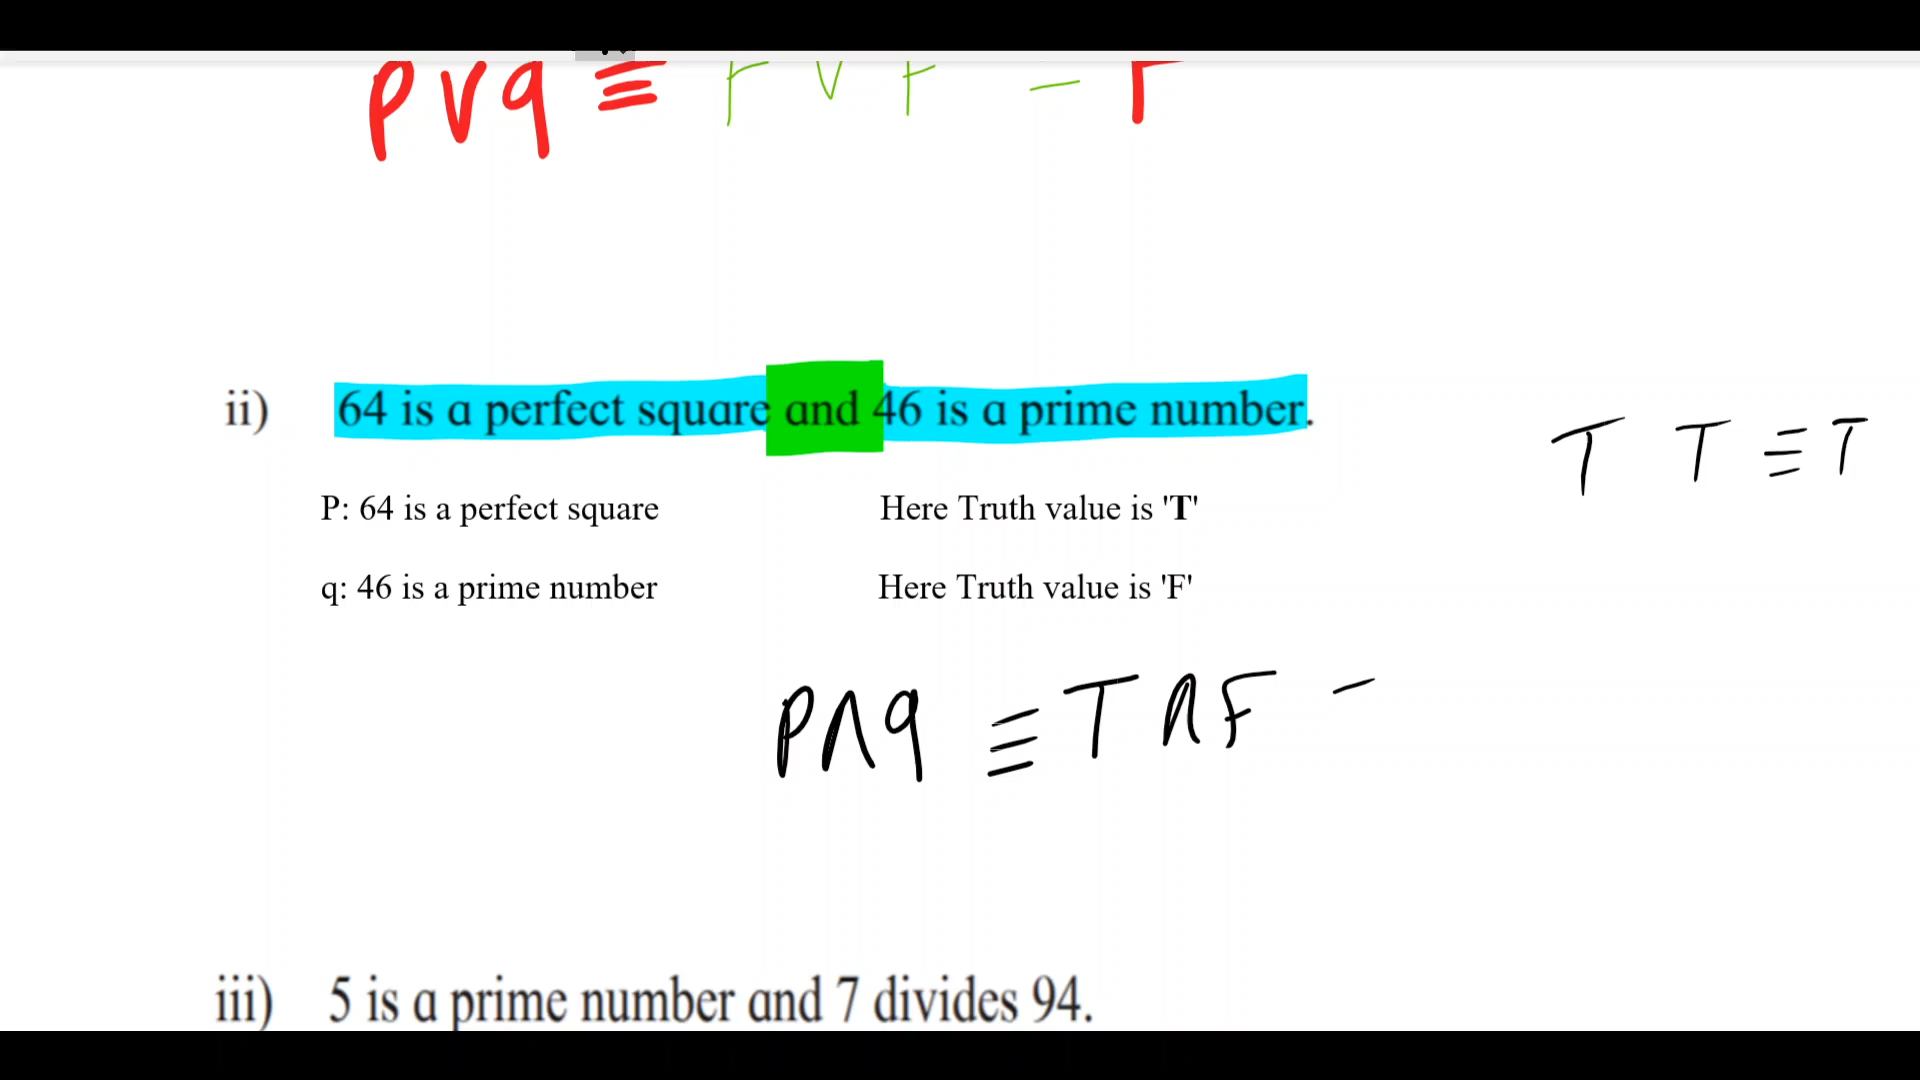 p∨q ≡
ii) 64 is a perfect square and 46 is a prime number.
T T ≡ T
P: 64 is a perfect square Here Truth value is 'T'
q: 46 is a prime number Here Truth value is 'F'
p∧q ≡ T ∧ F -
iii) 5 is a prime number and 7 divides 94.